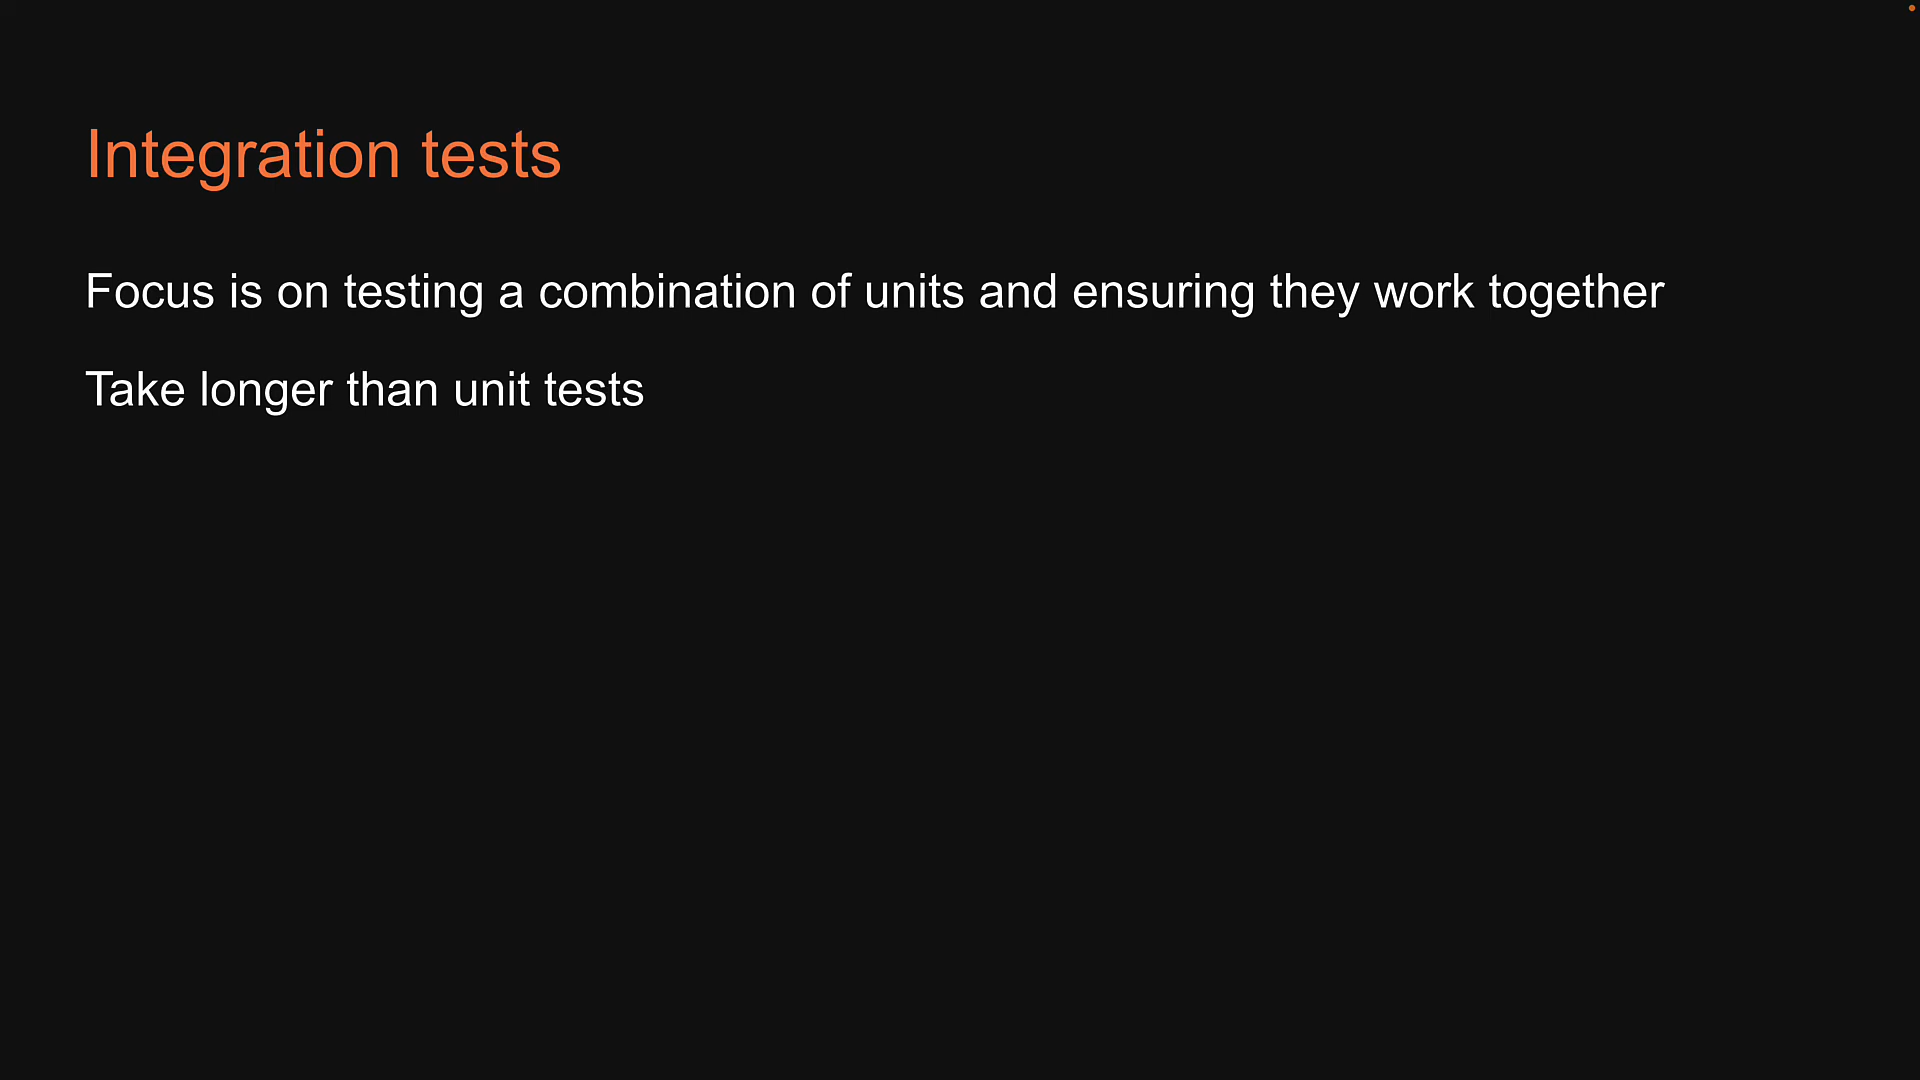 Integration tests
Focus is on testing a combination of units and ensuring they work together
Take longer than unit tests